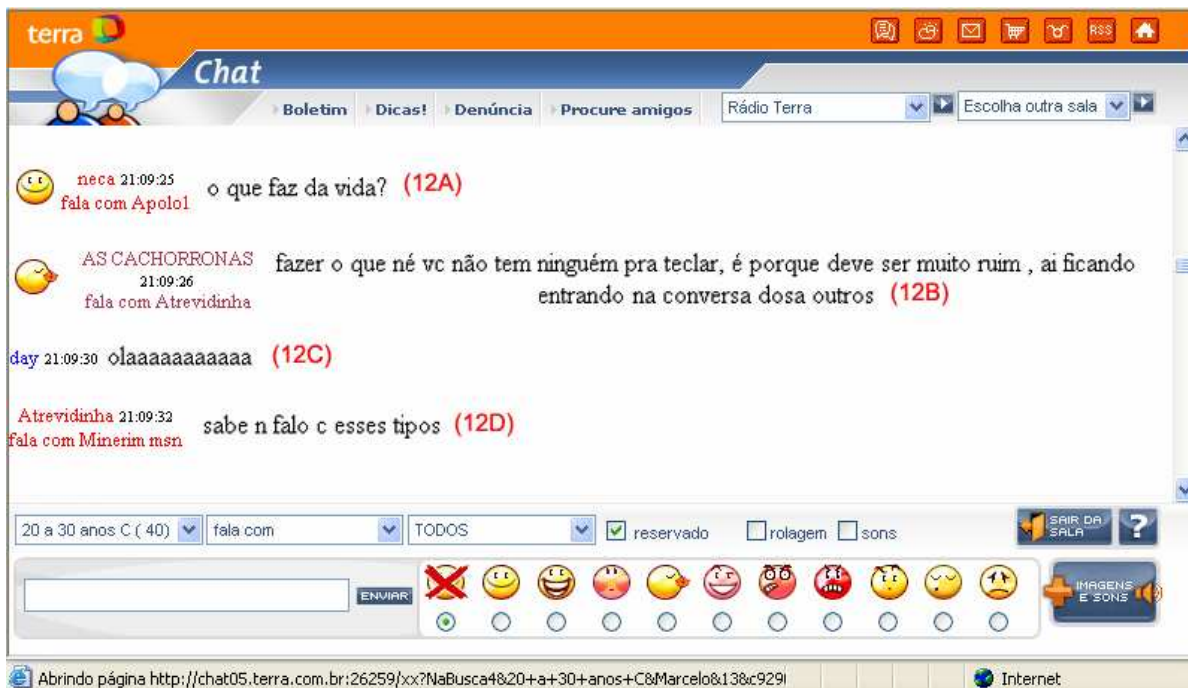 terra
RSS
Chat
Boletim Dicas! Denúncia Procure amigos Rádio Terra Escolha outra sala
neca 21:09:25
fala com Apolo1
o que faz da vida? (12A)
AS CACHORRONAS
21:09:26
fala com Atrevidinha
fazer o que né vc não tem ninguém pra teclar, é porque deve ser muito ruim , ai ficando
entrando na conversa dosa outros (12B)
day 21:09:30 olaaaaaaaaaaaa (12C)
Atrevidinha 21:09:32
fala com Minerim msn
sabe n falo c esses tipos (12D)
20 a 30 anos C ( 40) fala com TODOS reservado rolagem sons
SAIR DA
SALA
?
ENVIAR
IMAGENS
E SONS
Abrindo página http://chat05.terra.com.br:26259/xx?NaBusca4&20+a+30+anos+C&Marcelo&13&c929 Internet